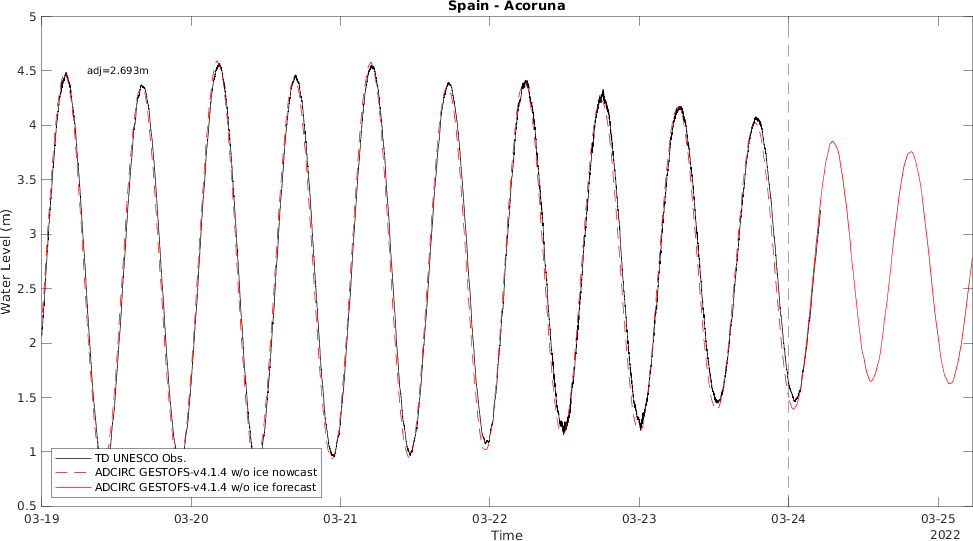 Spain - Acoruna
5
4.5
4
3.5
3
2.5
2
1.5
1
0.5
Water Level (m)
adj=2.693m
TD UNESCO Obs.
ADCIRC GESTOFS-v4.1.4 w/o ice nowcast
ADCIRC GESTOFS-v4.1.4 w/o ice forecast
03-19 03-20 03-21 03-22 03-23 03-24 03-25
Time
2022